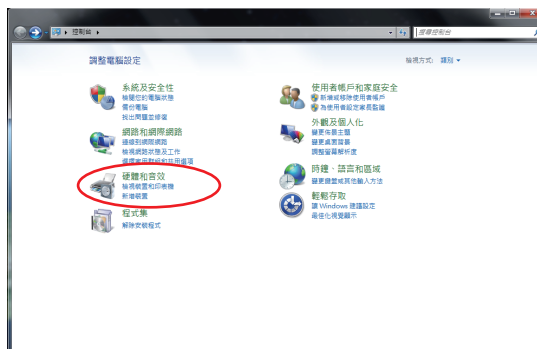 控制台
搜尋控制台
調整電腦設定
檢視方式: 類別
系統及安全性
檢閱您的電腦狀態
備份電腦
找出問題並修復
網路和網際網路
連線到網際網路
檢視網路狀態及工作
選擇家用群組和共用選項
硬體和音效
檢視裝置和印表機
新增裝置
程式集
解除安裝程式
使用者帳戶和家庭安全
新增或移除使用者帳戶
為使用者設定家長監護
外觀及個人化
變更佈景主題
變更桌面背景
調整螢幕解析度
時鐘、語言和區域
變更鍵盤或其他輸入方法
輕鬆存取
讓 Windows 建議設定
最佳化視覺顯示